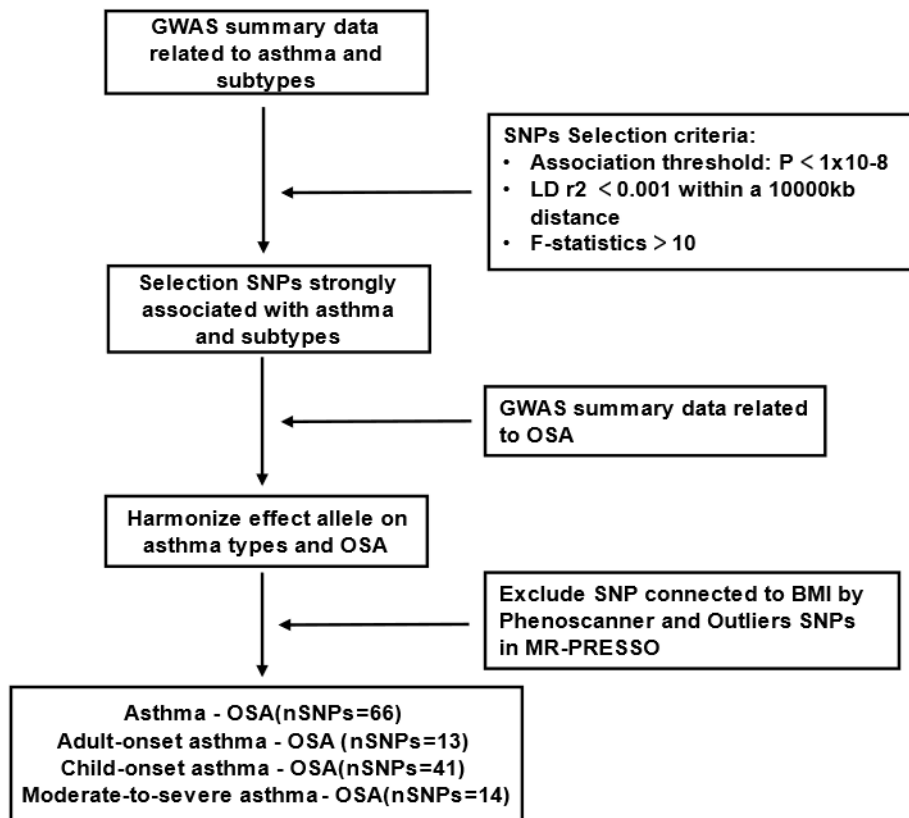 GWAS summary data
related to asthma and
subtypes
SNPs Selection criteria:
• Association threshold: P < 1x10-8
• LD r2 < 0.001 within a 10000kb
distance
• F-statistics > 10
Selection SNPs strongly
associated with asthma
and subtypes
GWAS summary data related
to OSA
Harmonize effect allele on
asthma types and OSA
Exclude SNP connected to BMI by
Phenoscanner and Outliers SNPs
in MR-PRESSO
Asthma - OSA(nSNPs=66)
Adult-onset asthma - OSA (nSNPs=13)
Child-onset asthma - OSA(nSNPs=41)
Moderate-to-severe asthma - OSA(nSNPs=14)